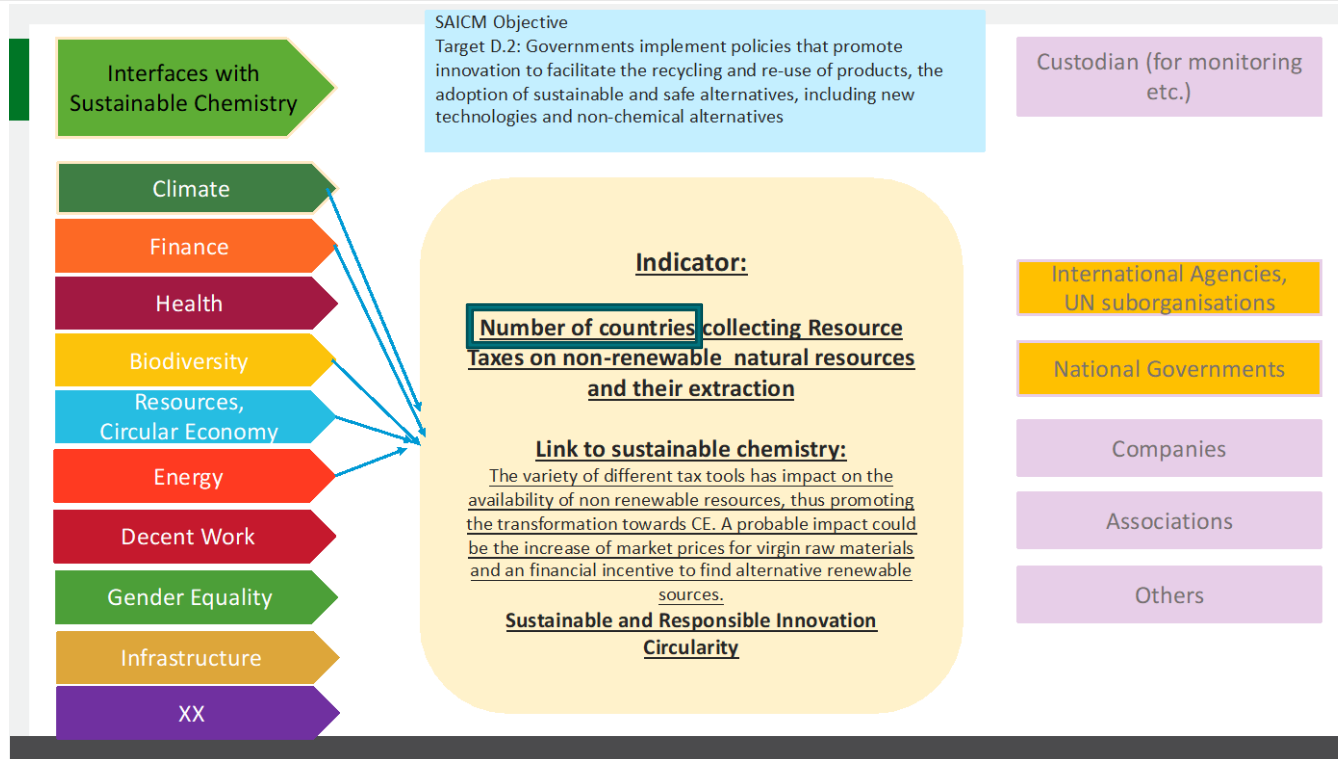 Interfaces with
Sustainable Chemistry
Climate
Finance
Health
Biodiversity
Resources,
Circular Economy
Energy
Decent Work
Gender Equality
Infrastructure
XX
SAICM Objective
Target D.2: Governments implement policies that promote
innovation to facilitate the recycling and re-use of products, the
adoption of sustainable and safe alternatives, including new
technologies and non-chemical alternatives
Indicator:
Number of countries collecting Resource
Taxes on non-renewable natural resources
and their extraction
Link to sustainable chemistry:
The variety of different tax tools has impact on the
availability of non renewable resources, thus promoting
the transformation towards CE. A probable impact could
be the increase of market prices for virgin raw materials
and an financial incentive to find alternative renewable
sources.
Sustainable and Responsible Innovation
Circularity
Custodian (for monitoring
etc.)
International Agencies,
UN suborganisations
National Governments
Companies
Associations
Others